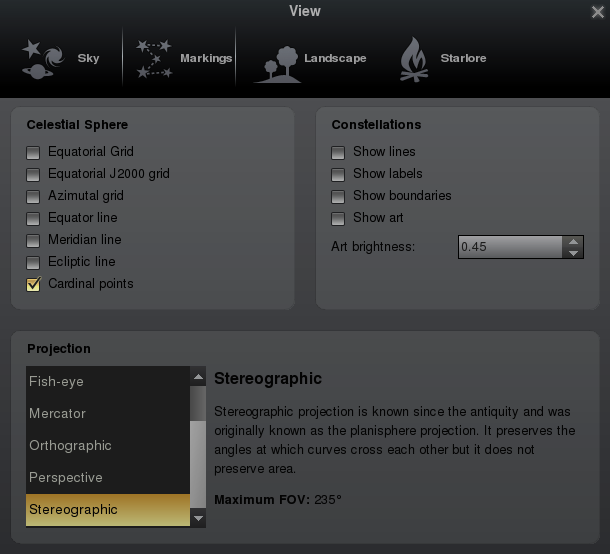 View
Sky
Markings
Landscape
Starlore
Celestial Sphere
Equatorial Grid
Equatorial J2000 grid
Azimutal grid
Equator line
Meridian line
Ecliptic line
Cardinal points
Constellations
Show lines
Show labels
Show boundaries
Show art
Art brightness: 0.45
Projection
Fish-eye
Mercator
Orthographic
Perspective
Stereographic
Stereographic
Stereographic projection is known since the antiquity and was
originally known as the planisphere projection. It preserves the
angles at which curves cross each other but it does not
preserve area.
Maximum FOV: 235°